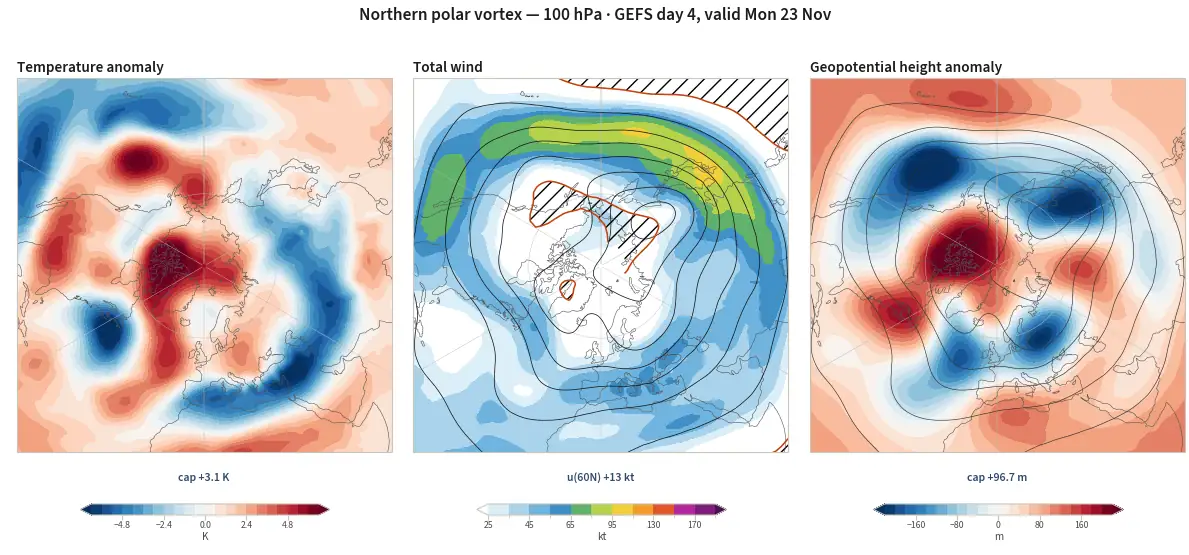 Northern polar vortex — 100 hPa · GEFS day 4, valid Mon 23 Nov
Temperature anomaly
Total wind
Geopotential height anomaly
cap +3.1 K
u(60N) +13 kt
cap +96.7 m
−4.8 −2.4 0.0 2.4 4.8
K
25 45 65 95 130 170
kt
−160 −80 0 80 160
m